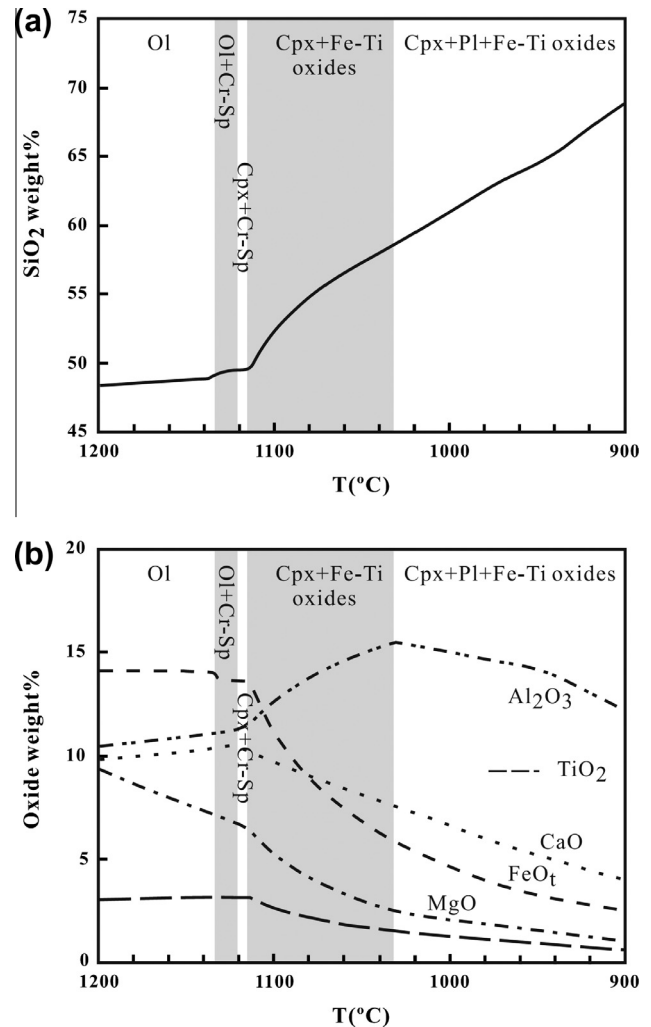 (a)
Ol
Ol+Cr-Sp
Cpx+Cr-Sp
Cpx+Fe-Ti
oxides
Cpx+Pl+Fe-Ti oxides
75
70
65
60
55
50
45
SiO2 weight%
1200
1100
1000
900
T(ºC)
(b)
Ol
Ol+Cr-Sp
Cpx+Cr-Sp
Cpx+Fe-Ti
oxides
Cpx+Pl+Fe-Ti oxides
20
15
10
5
0
Oxide weight%
Al2O3
TiO2
CaO
FeOt
MgO
1200
1100
1000
900
T(ºC)